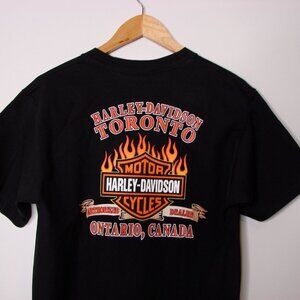 HARLEY-DAVIDSON
TORONTO
MOTOR
HARLEY-DAVIDSON
CYCLES
AUTHORIZED DEALER
ONTARIO, CANADA